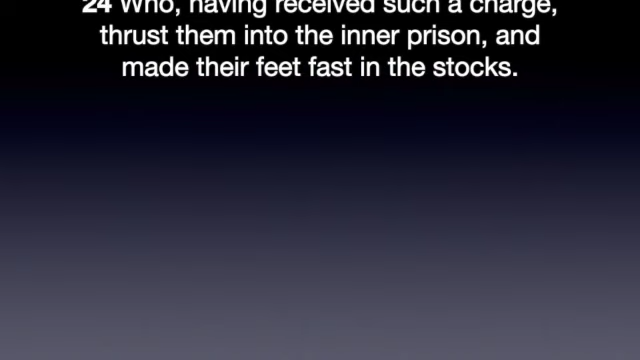 24 Who, having received such a charge,
thrust them into the inner prison, and
made their feet fast in the stocks.